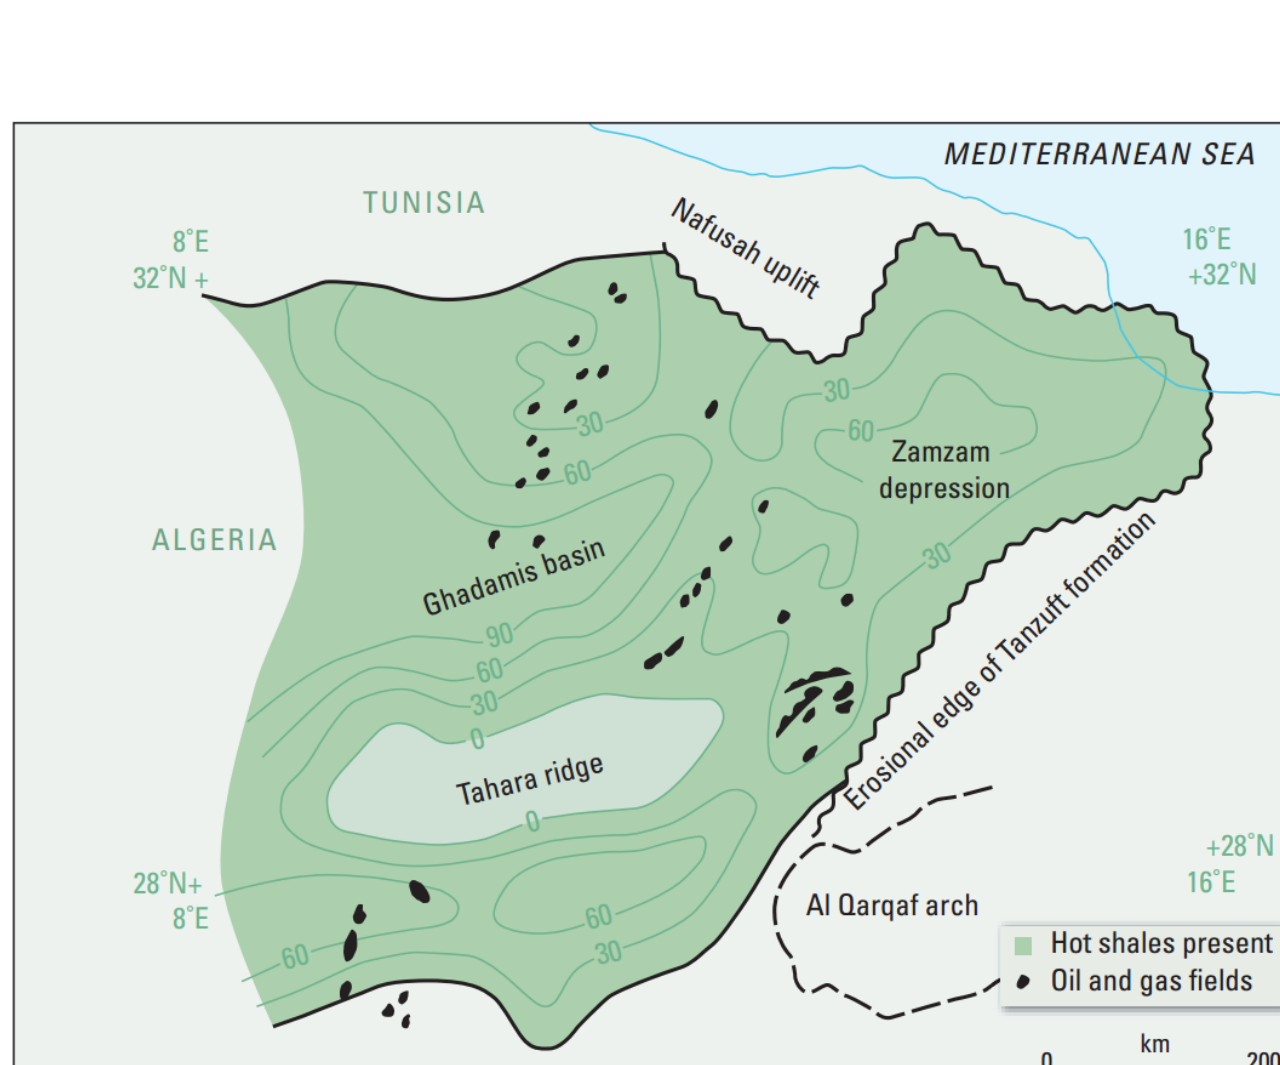 MEDITERRANEAN SEA
TUNISIA
Nafusah uplift
8°E
32°N +
16°E
+32°N
30
60
30
Zamzam
depression
60
ALGERIA
Ghadamis basin
30
90
60
30
0
Tahara ridge
0
Erosional edge of Tanzuft formation
+28°N
16°E
28°N+
8°E
Al Qarqaf arch
60
30
60
Hot shales present
Oil and gas fields
km
0
200